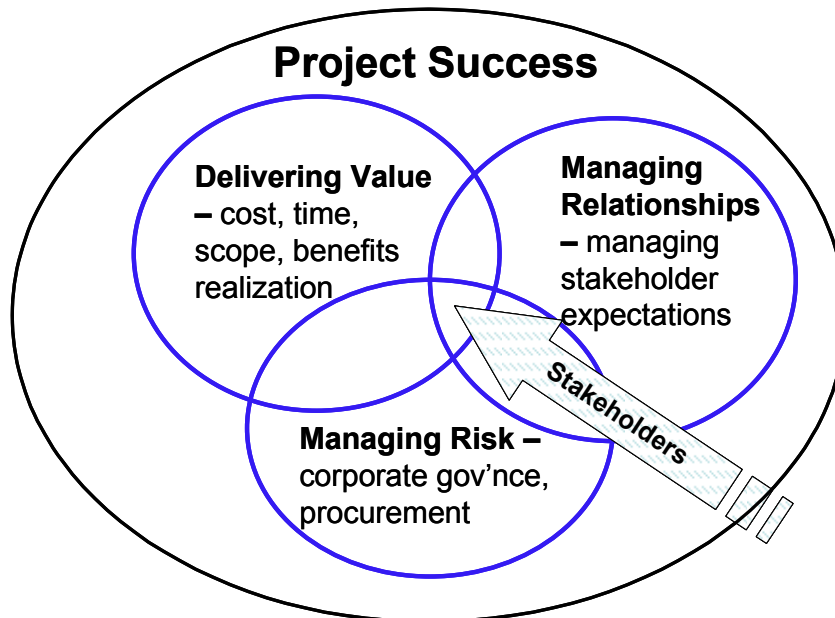 Project Success
Delivering Value
– cost, time,
scope, benefits
realization
Managing
Relationships
– managing
stakeholder
expectations
Stakeholders
Managing Risk –
corporate gov'nce,
procurement